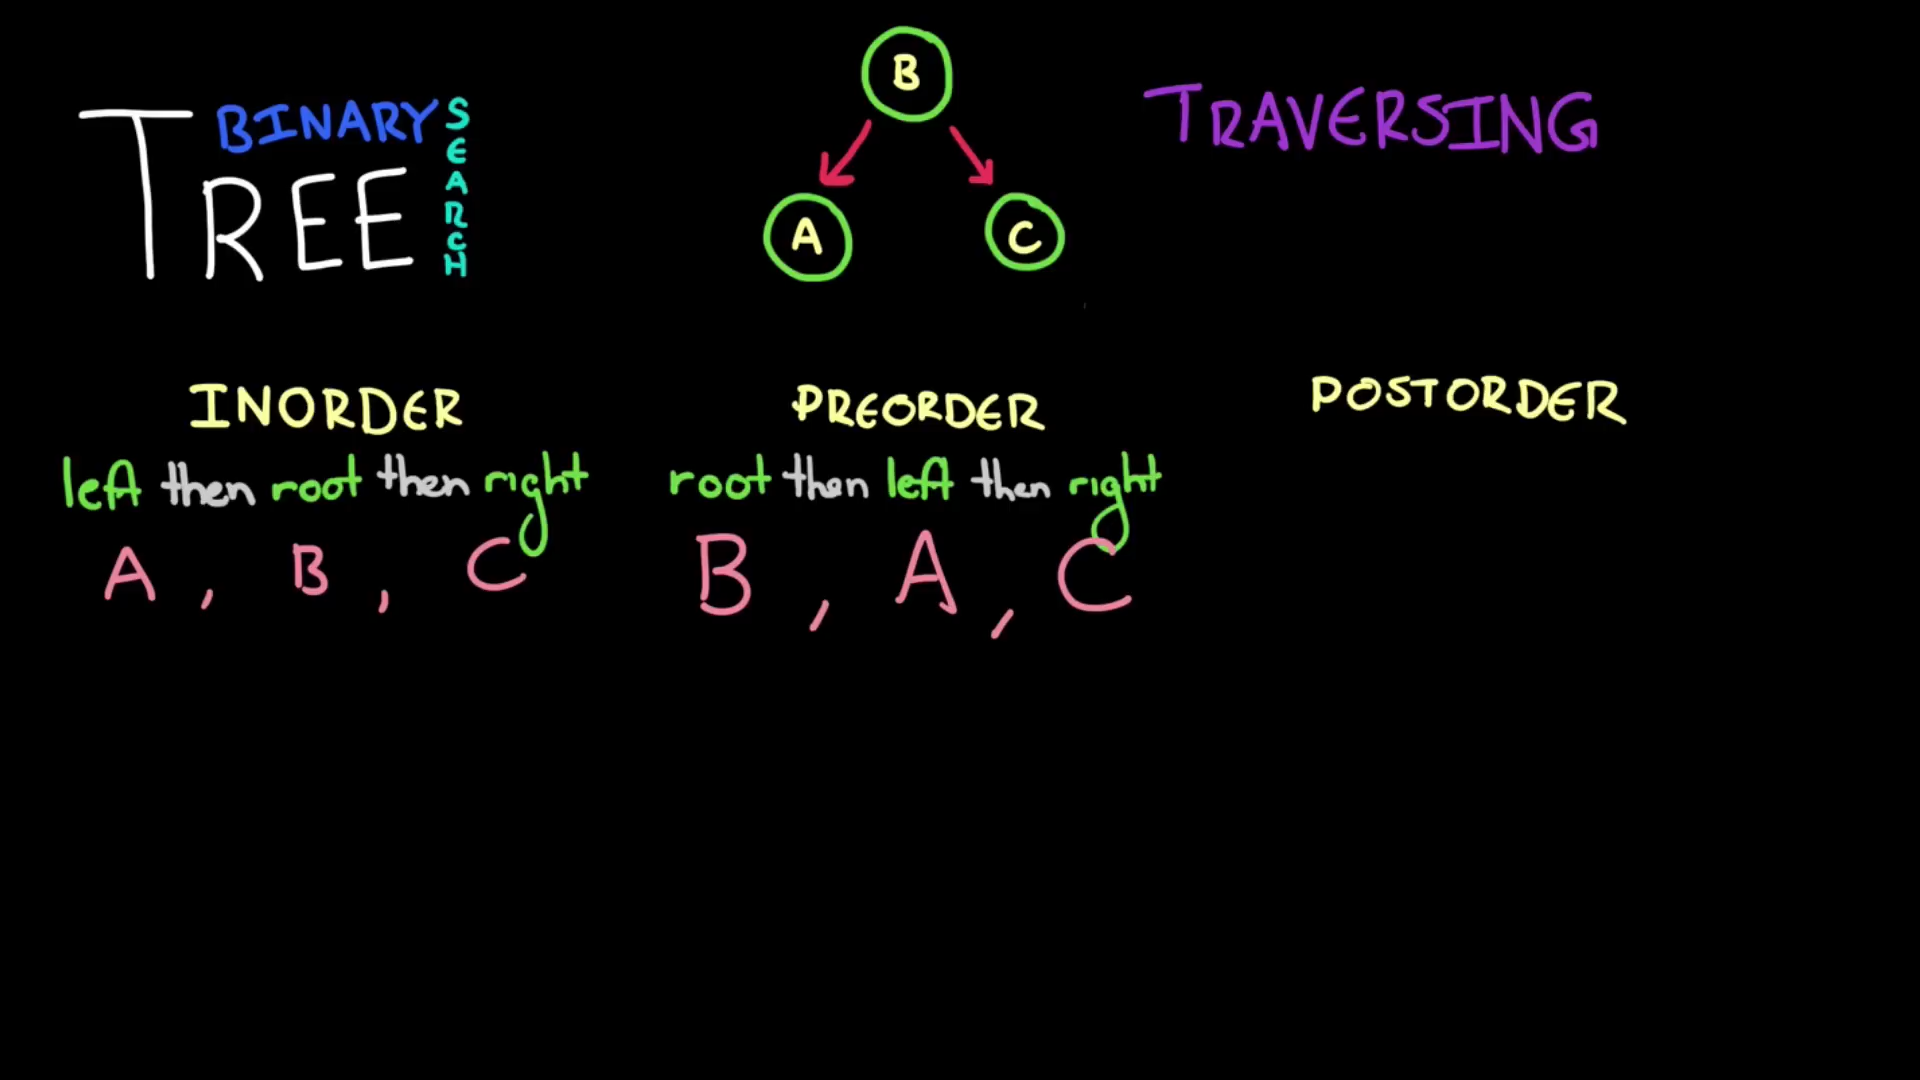 BINARY
TREE
SEARCH
B
A
C
TRAVERSING
INORDER
left then root then right
A , B , C
PREORDER
root then left then right
B , A , C
POSTORDER